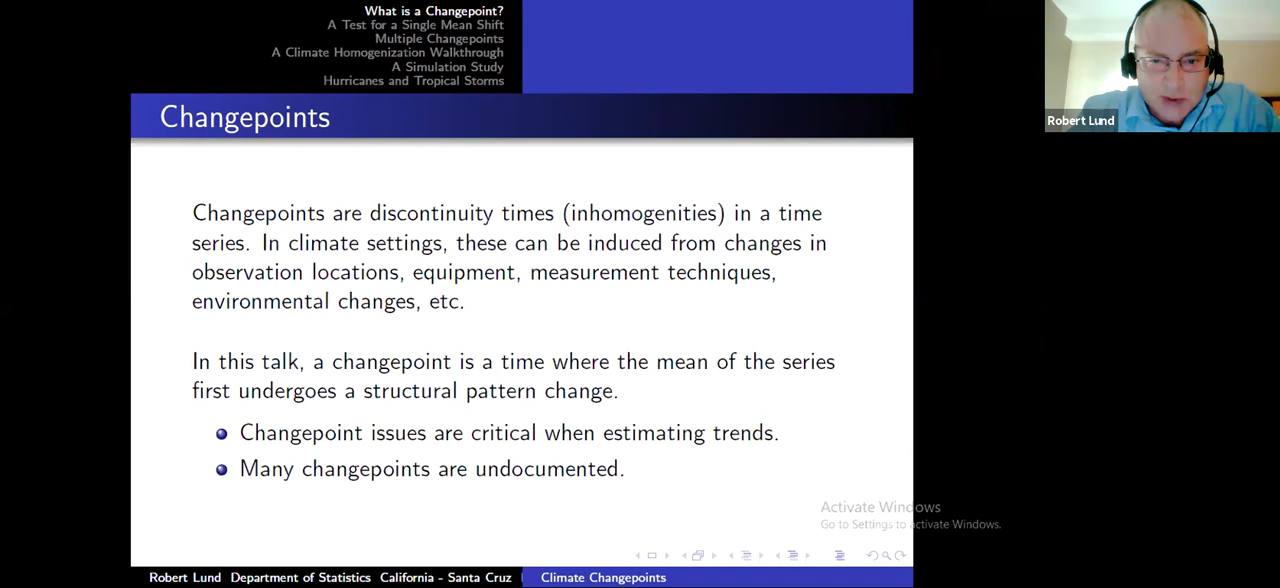 What is a Changepoint?
A Test for a Single Mean Shift
Multiple Changepoints
A Climate Homogenization Walkthrough
A Simulation Study
Hurricanes and Tropical Storms
Changepoints
Robert Lund
Changepoints are discontinuity times (inhomogenities) in a time
series. In climate settings, these can be induced from changes in
observation locations, equipment, measurement techniques,
environmental changes, etc.
In this talk, a changepoint is a time where the mean of the series
first undergoes a structural pattern change.
Changepoint issues are critical when estimating trends.
Many changepoints are undocumented.
Activate Windows
Go to Settings to activate Windows.
Robert Lund Department of Statistics California - Santa Cruz
Climate Changepoints